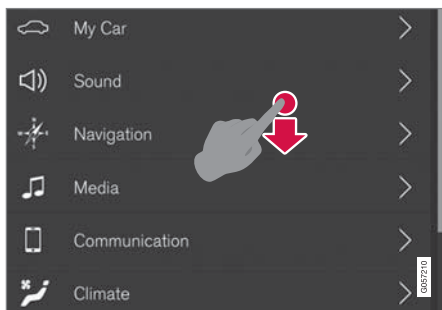 My Car
Sound
Navigation
Media
Communication
Climate
G057210